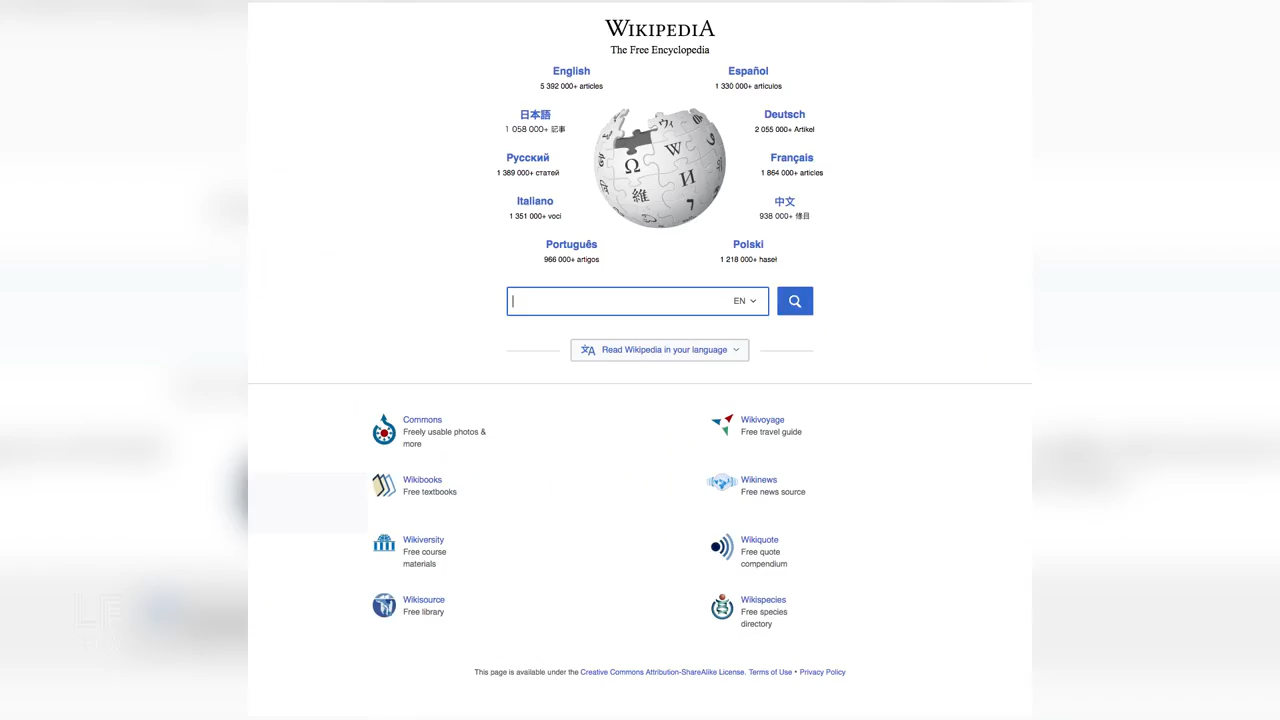 WIKIPEDIA
The Free Encyclopedia
English
5 392 000+ articles
Español
1 330 000+ artículos
日本語
1 058 000+ 記事
Deutsch
2 055 000+ Artikel
Русский
1 389 000+ статей
Français
1 864 000+ articles
Italiano
1 351 000+ voci
中文
938 000+ 條目
Português
966 000+ artigos
Polski
1 218 000+ haseł
Ω
W
И
維
EN
Read Wikipedia in your language
Commons
Freely usable photos &
more
Wikivoyage
Free travel guide
Wikibooks
Free textbooks
Wikinews
Free news source
Wikiversity
Free course
materials
Wikiquote
Free quote
compendium
Wikisource
Free library
Wikispecies
Free species
directory
This page is available under the Creative Commons Attribution-ShareAlike License. Terms of Use • Privacy Policy